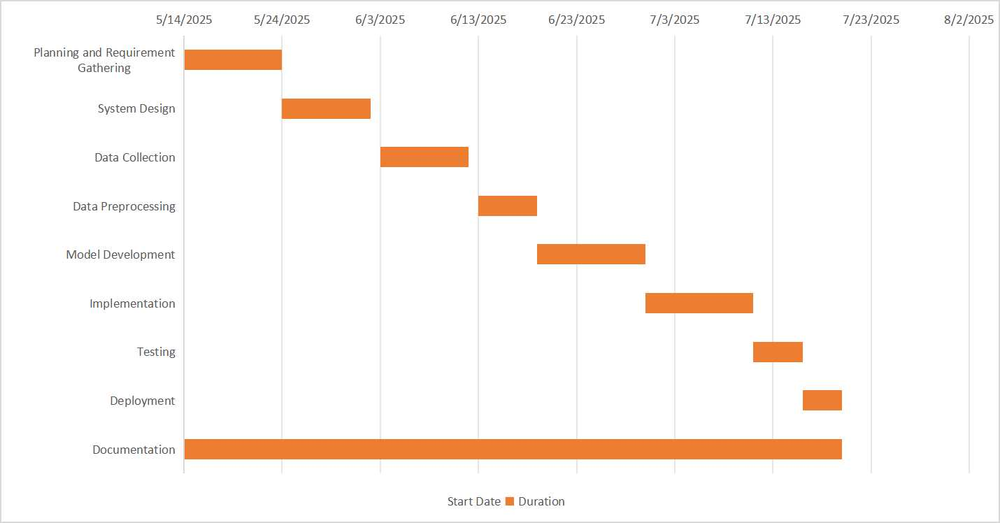 5/14/2025 5/24/2025 6/3/2025 6/13/2025 6/23/2025 7/3/2025 7/13/2025 7/23/2025 8/2/2025
Planning and Requirement
Gathering
System Design
Data Collection
Data Preprocessing
Model Development
Implementation
Testing
Deployment
Documentation
Start Date Duration